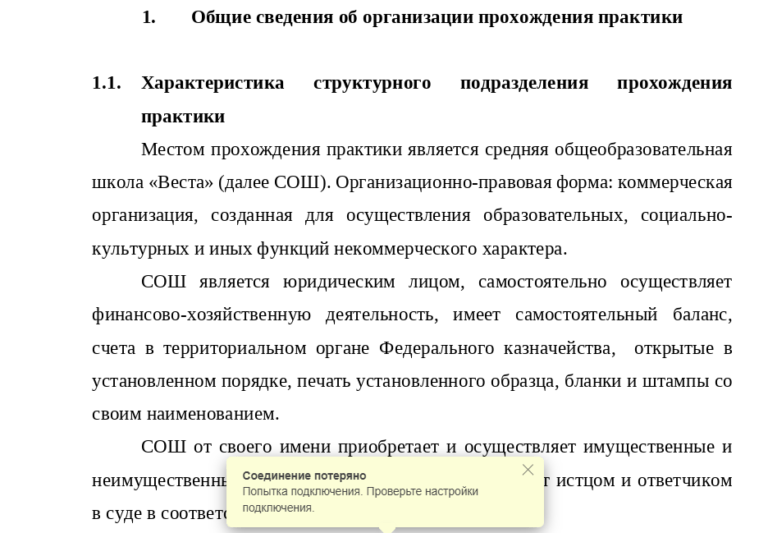 1. Общие сведения об организации прохождения практики
1.1. Характеристика структурного подразделения прохождения
практики
Местом прохождения практики является средняя общеобразовательная
школа «Веста» (далее СОШ). Организационно-правовая форма: коммерческая
организация, созданная для осуществления образовательных, социально-
культурных и иных функций некоммерческого характера.
СОШ является юридическим лицом, самостоятельно осуществляет
финансово-хозяйственную деятельность, имеет самостоятельный баланс,
счета в территориальном органе Федерального казначейства, открытые в
установленном порядке, печать установленного образца, бланки и штампы со
своим наименованием.
СОШ от своего имени приобретает и осуществляет имущественные и
истцом и ответчиком
в суде в
Соединение потеряно
Попытка подключения. Проверьте настройки
подключения.